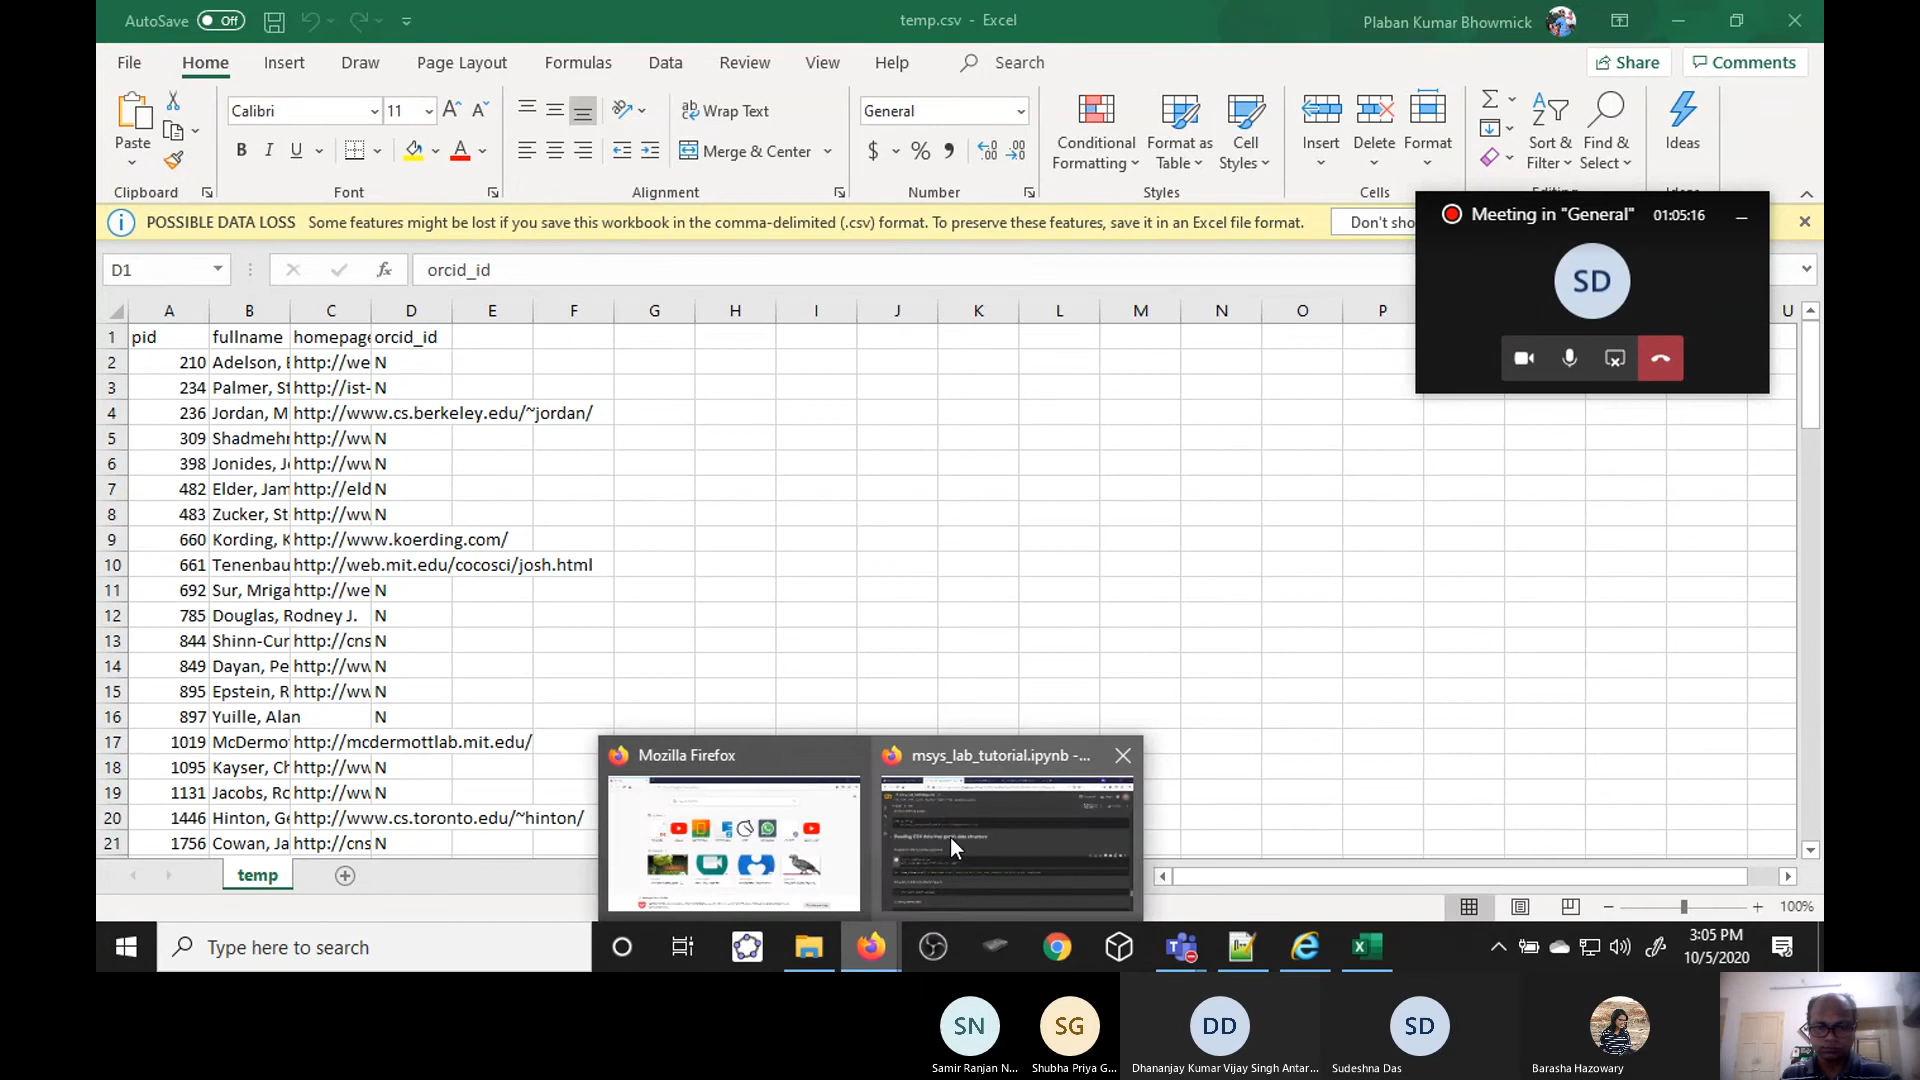 AutoSave Off temp.csv - Excel Plaban Kumar Bhowmick
File Home Insert Draw Page Layout Formulas Data Review View Help Search Share Comments
Calibri 11 Wrap Text General
Paste B I U Merge & Center $ % Conditional Formatting Format as Table Cell Styles Insert Delete Format Sort & Filter Find & Select Ideas
Clipboard Font Alignment Number Styles Cells
POSSIBLE DATA LOSS Some features might be lost if you save this workbook in the comma-delimited (.csv) format. To preserve these features, save it in an Excel file format. Don't sho
Meeting in "General" 01:05:16
SD
D1 fx orcid_id
A B C D E F G H I J K L M N O P U
1 pid fullname homepage orcid_id
2 210 Adelson, http://we N
3 234 Palmer, St http://ist- N
4 236 Jordan, M http://www.cs.berkeley.edu/~jordan/
5 309 Shadmehr http://ww N
6 398 Jonides, J http://ww N
7 482 Elder, Jam http://eld N
8 483 Zucker, St http://ww N
9 660 Kording, K http://www.koerding.com/
10 661 Tenenbau http://web.mit.edu/cocosci/josh.html
11 692 Sur, Mriga http://we N
12 785 Douglas, Rodney J. N
13 844 Shinn-Cur http://cns N
14 849 Dayan, Pe http://ww N
15 895 Epstein, R http://ww N
16 897 Yuille, Alan N
17 1019 McDermo http://mcdermottlab.mit.edu/
18 1095 Kayser, Ch http://ww N
19 1131 Jacobs, Ro http://ww N
20 1446 Hinton, Ge http://www.cs.toronto.edu/~hinton/
21 1756 Cowan, Ja http://cns N
Mozilla Firefox msys_lab_tutorial.ipynb -...
temp
100%
Type here to search
3:05 PM
10/5/2020
SN SG DD SD
Samir Ranjan N... Shubha Priya G... Dhananjay Kumar Vijay Singh Antar... Sudeshna Das Barasha Hazowary